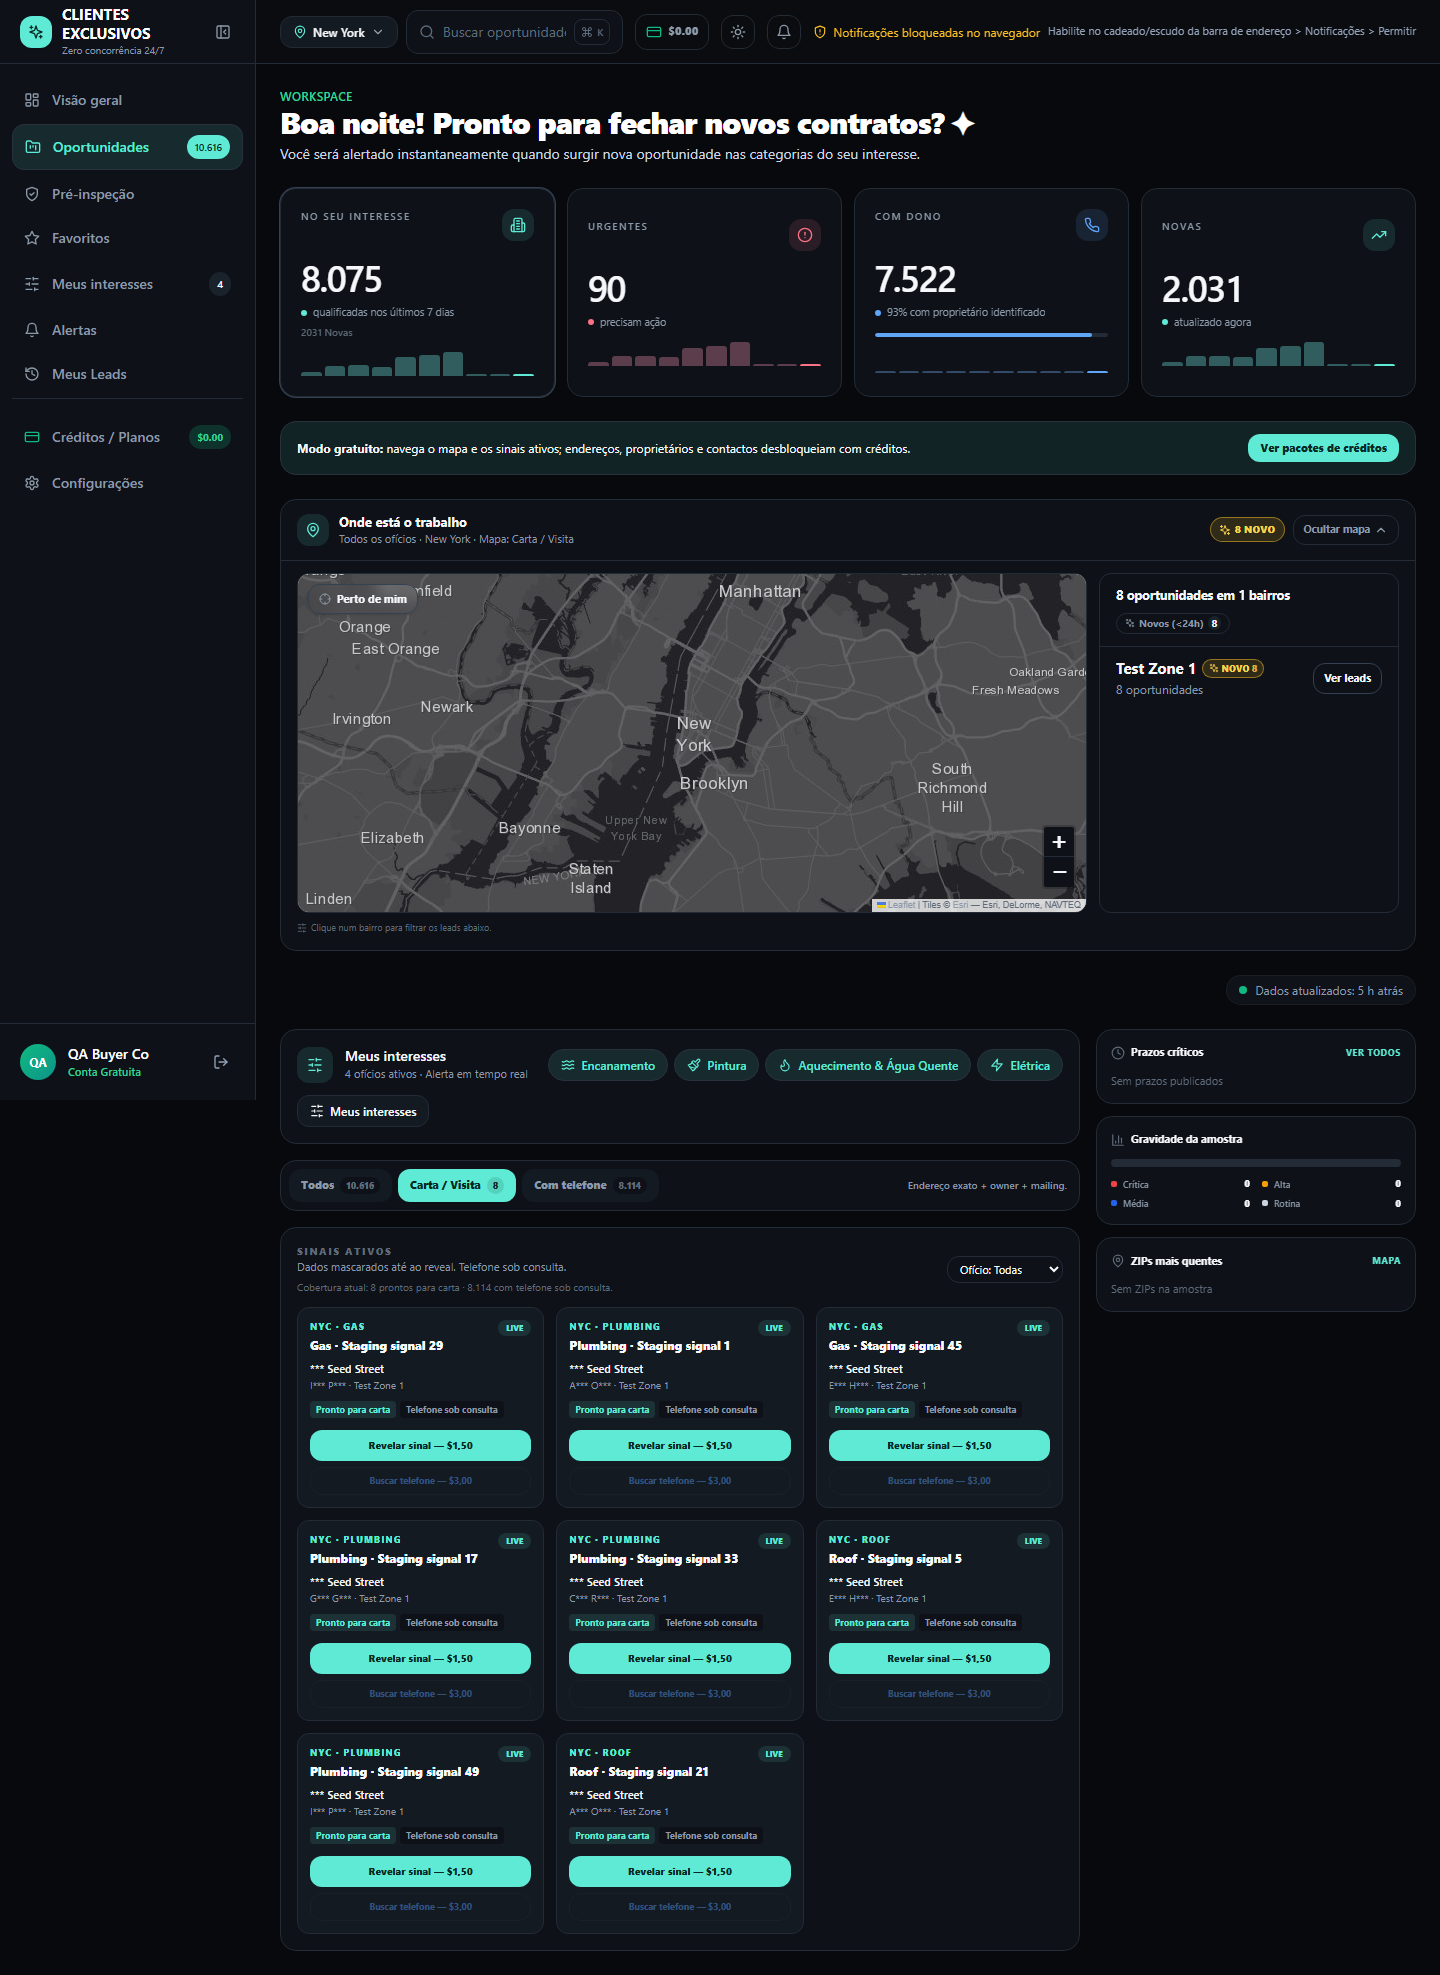 CLIENTES
EXCLUSIVOS
Zero concorrência 24/7
New York
Buscar oportunidade
⌘ K
$0.00
Notificações bloqueadas no navegador
Habilite no cadeado/escudo da barra de endereço > Notificações > Permitir
Visão geral
Oportunidades
10.616
Pré-inspeção
Favoritos
Meus interesses
4
Alertas
Meus Leads
Créditos / Planos
$0.00
Configurações
QA
QA Buyer Co
Conta Gratuita
WORKSPACE
Boa noite! Pronto para fechar novos contratos? ✦
Você será alertado instantaneamente quando surgir nova oportunidade nas categorias do seu interesse.
NO SEU INTERESSE
8.075
qualificadas nos últimos 7 dias
2031 Novas
URGENTES
90
precisam ação
COM DONO
7.522
93% com proprietário identificado
NOVAS
2.031
atualizado agora
Modo gratuito: navega o mapa e os sinais ativos; endereços, proprietários e contactos desbloqueiam com créditos.
Ver pacotes de créditos
Onde está o trabalho
Todos os ofícios · New York · Mapa: Carta / Visita
8 NOVO
Ocultar mapa
Perto de mim
Manhattan
Orange
East Orange
Oakland Garde
Fresh Meadows
Irvington
Newark
New
York
Brooklyn
South
Richmond
Hill
Elizabeth
Bayonne
Upper New
York Bay
Staten
Island
NEW YO
Linden
+
−
Leaflet | Tiles © Esri — Esri, DeLorme, NAVTEQ
Clique num bairro para filtrar os leads abaixo.
8 oportunidades em 1 bairros
Novos (<24h) 8
Test Zone 1
NOVO 8
8 oportunidades
Ver leads
Dados atualizados: 5 h atrás
Meus interesses
4 ofícios ativos · Alerta em tempo real
Encanamento
Pintura
Aquecimento & Água Quente
Elétrica
Meus interesses
Todos 10.616
Carta / Visita 8
Com telefone 8.114
Endereço exato + owner + mailing.
SINAIS ATIVOS
Dados mascarados até ao reveal. Telefone sob consulta.
Cobertura atual: 8 prontos para carta · 8.114 com telefone sob consulta.
Ofício: Todas
NYC · GAS
LIVE
Gas · Staging signal 29
*** Seed Street
I*** P*** · Test Zone 1
Pronto para carta
Telefone sob consulta
Revelar sinal — $1,50
Buscar telefone — $3,00
NYC · PLUMBING
LIVE
Plumbing · Staging signal 1
*** Seed Street
A*** O*** · Test Zone 1
Pronto para carta
Telefone sob consulta
Revelar sinal — $1,50
Buscar telefone — $3,00
NYC · GAS
LIVE
Gas · Staging signal 45
*** Seed Street
E*** H*** · Test Zone 1
Pronto para carta
Telefone sob consulta
Revelar sinal — $1,50
Buscar telefone — $3,00
NYC · PLUMBING
LIVE
Plumbing · Staging signal 17
*** Seed Street
G*** G*** · Test Zone 1
Pronto para carta
Telefone sob consulta
Revelar sinal — $1,50
Buscar telefone — $3,00
NYC · PLUMBING
LIVE
Plumbing · Staging signal 33
*** Seed Street
C*** R*** · Test Zone 1
Pronto para carta
Telefone sob consulta
Revelar sinal — $1,50
Buscar telefone — $3,00
NYC · ROOF
LIVE
Roof · Staging signal 5
*** Seed Street
E*** H*** · Test Zone 1
Pronto para carta
Telefone sob consulta
Revelar sinal — $1,50
Buscar telefone — $3,00
NYC · PLUMBING
LIVE
Plumbing · Staging signal 49
*** Seed Street
I*** P*** · Test Zone 1
Pronto para carta
Telefone sob consulta
Revelar sinal — $1,50
Buscar telefone — $3,00
NYC · ROOF
LIVE
Roof · Staging signal 21
*** Seed Street
A*** O*** · Test Zone 1
Pronto para carta
Telefone sob consulta
Revelar sinal — $1,50
Buscar telefone — $3,00
Prazos críticos
VER TODOS
Sem prazos publicados
Gravidade da amostra
Crítica 0
Alta 0
Média 0
Rotina 0
ZIPs mais quentes
MAPA
Sem ZIPs na amostra